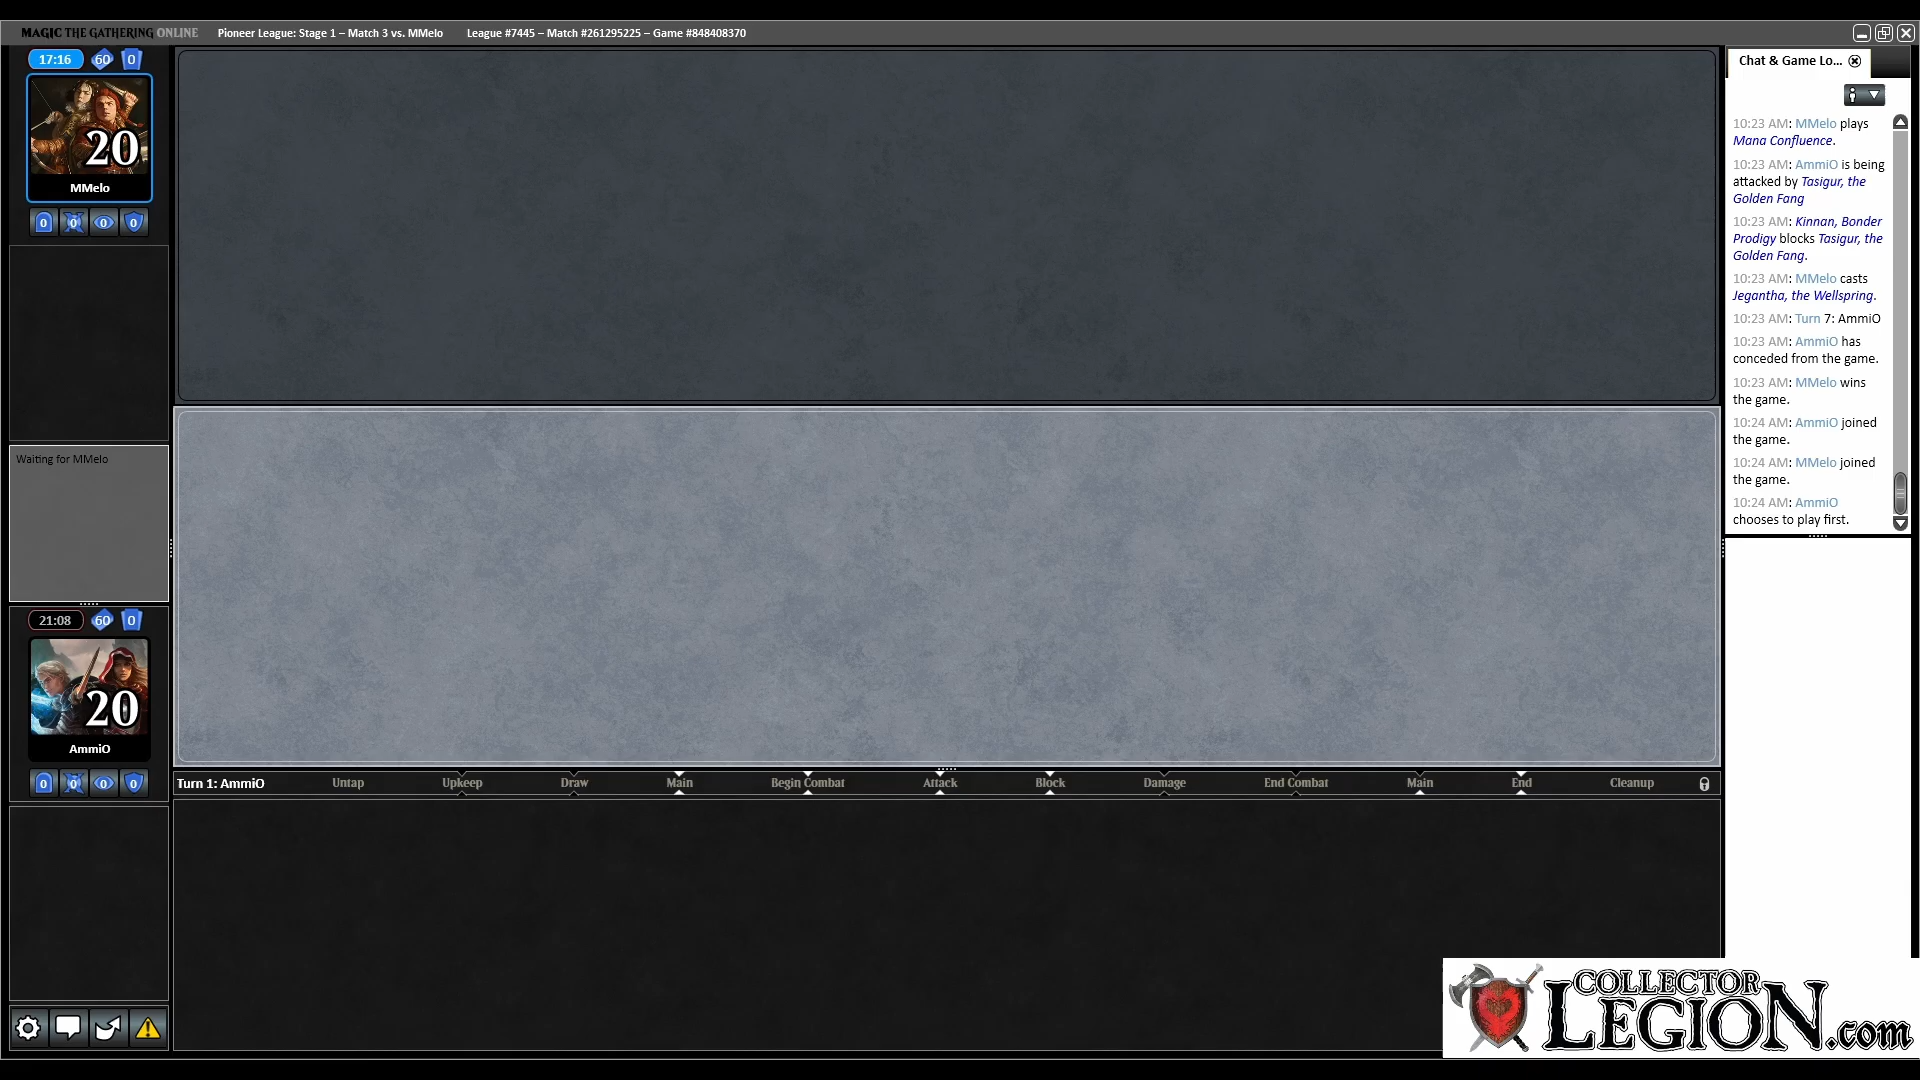 MAGIC THE GATHERING ONLINE Pioneer League: Stage 1 – Match 3 vs. MMelo League #7445 – Match #261295225 – Game #848408370
17:16 60 0
20
MMelo
0 0 0 0
Waiting for MMelo
21:08 60 0
20
AmmiO
0 0 0 0
Turn 1: AmmiO Untap Upkeep Draw Main Begin Combat Attack Block Damage End Combat Main End Cleanup
Chat & Game Lo...
10:23 AM: MMelo plays
Mana Confluence.
10:23 AM: AmmiO is being
attacked by Tasigur, the
Golden Fang
10:23 AM: Kinnan, Bonder
Prodigy blocks Tasigur, the
Golden Fang.
10:23 AM: MMelo casts
Jegantha, the Wellspring.
10:23 AM: Turn 7: AmmiO
10:23 AM: AmmiO has
conceded from the game.
10:23 AM: MMelo wins
the game.
10:24 AM: AmmiO joined
the game.
10:24 AM: MMelo joined
the game.
10:24 AM: AmmiO
chooses to play first.
COLLECTOR
LEGION.com